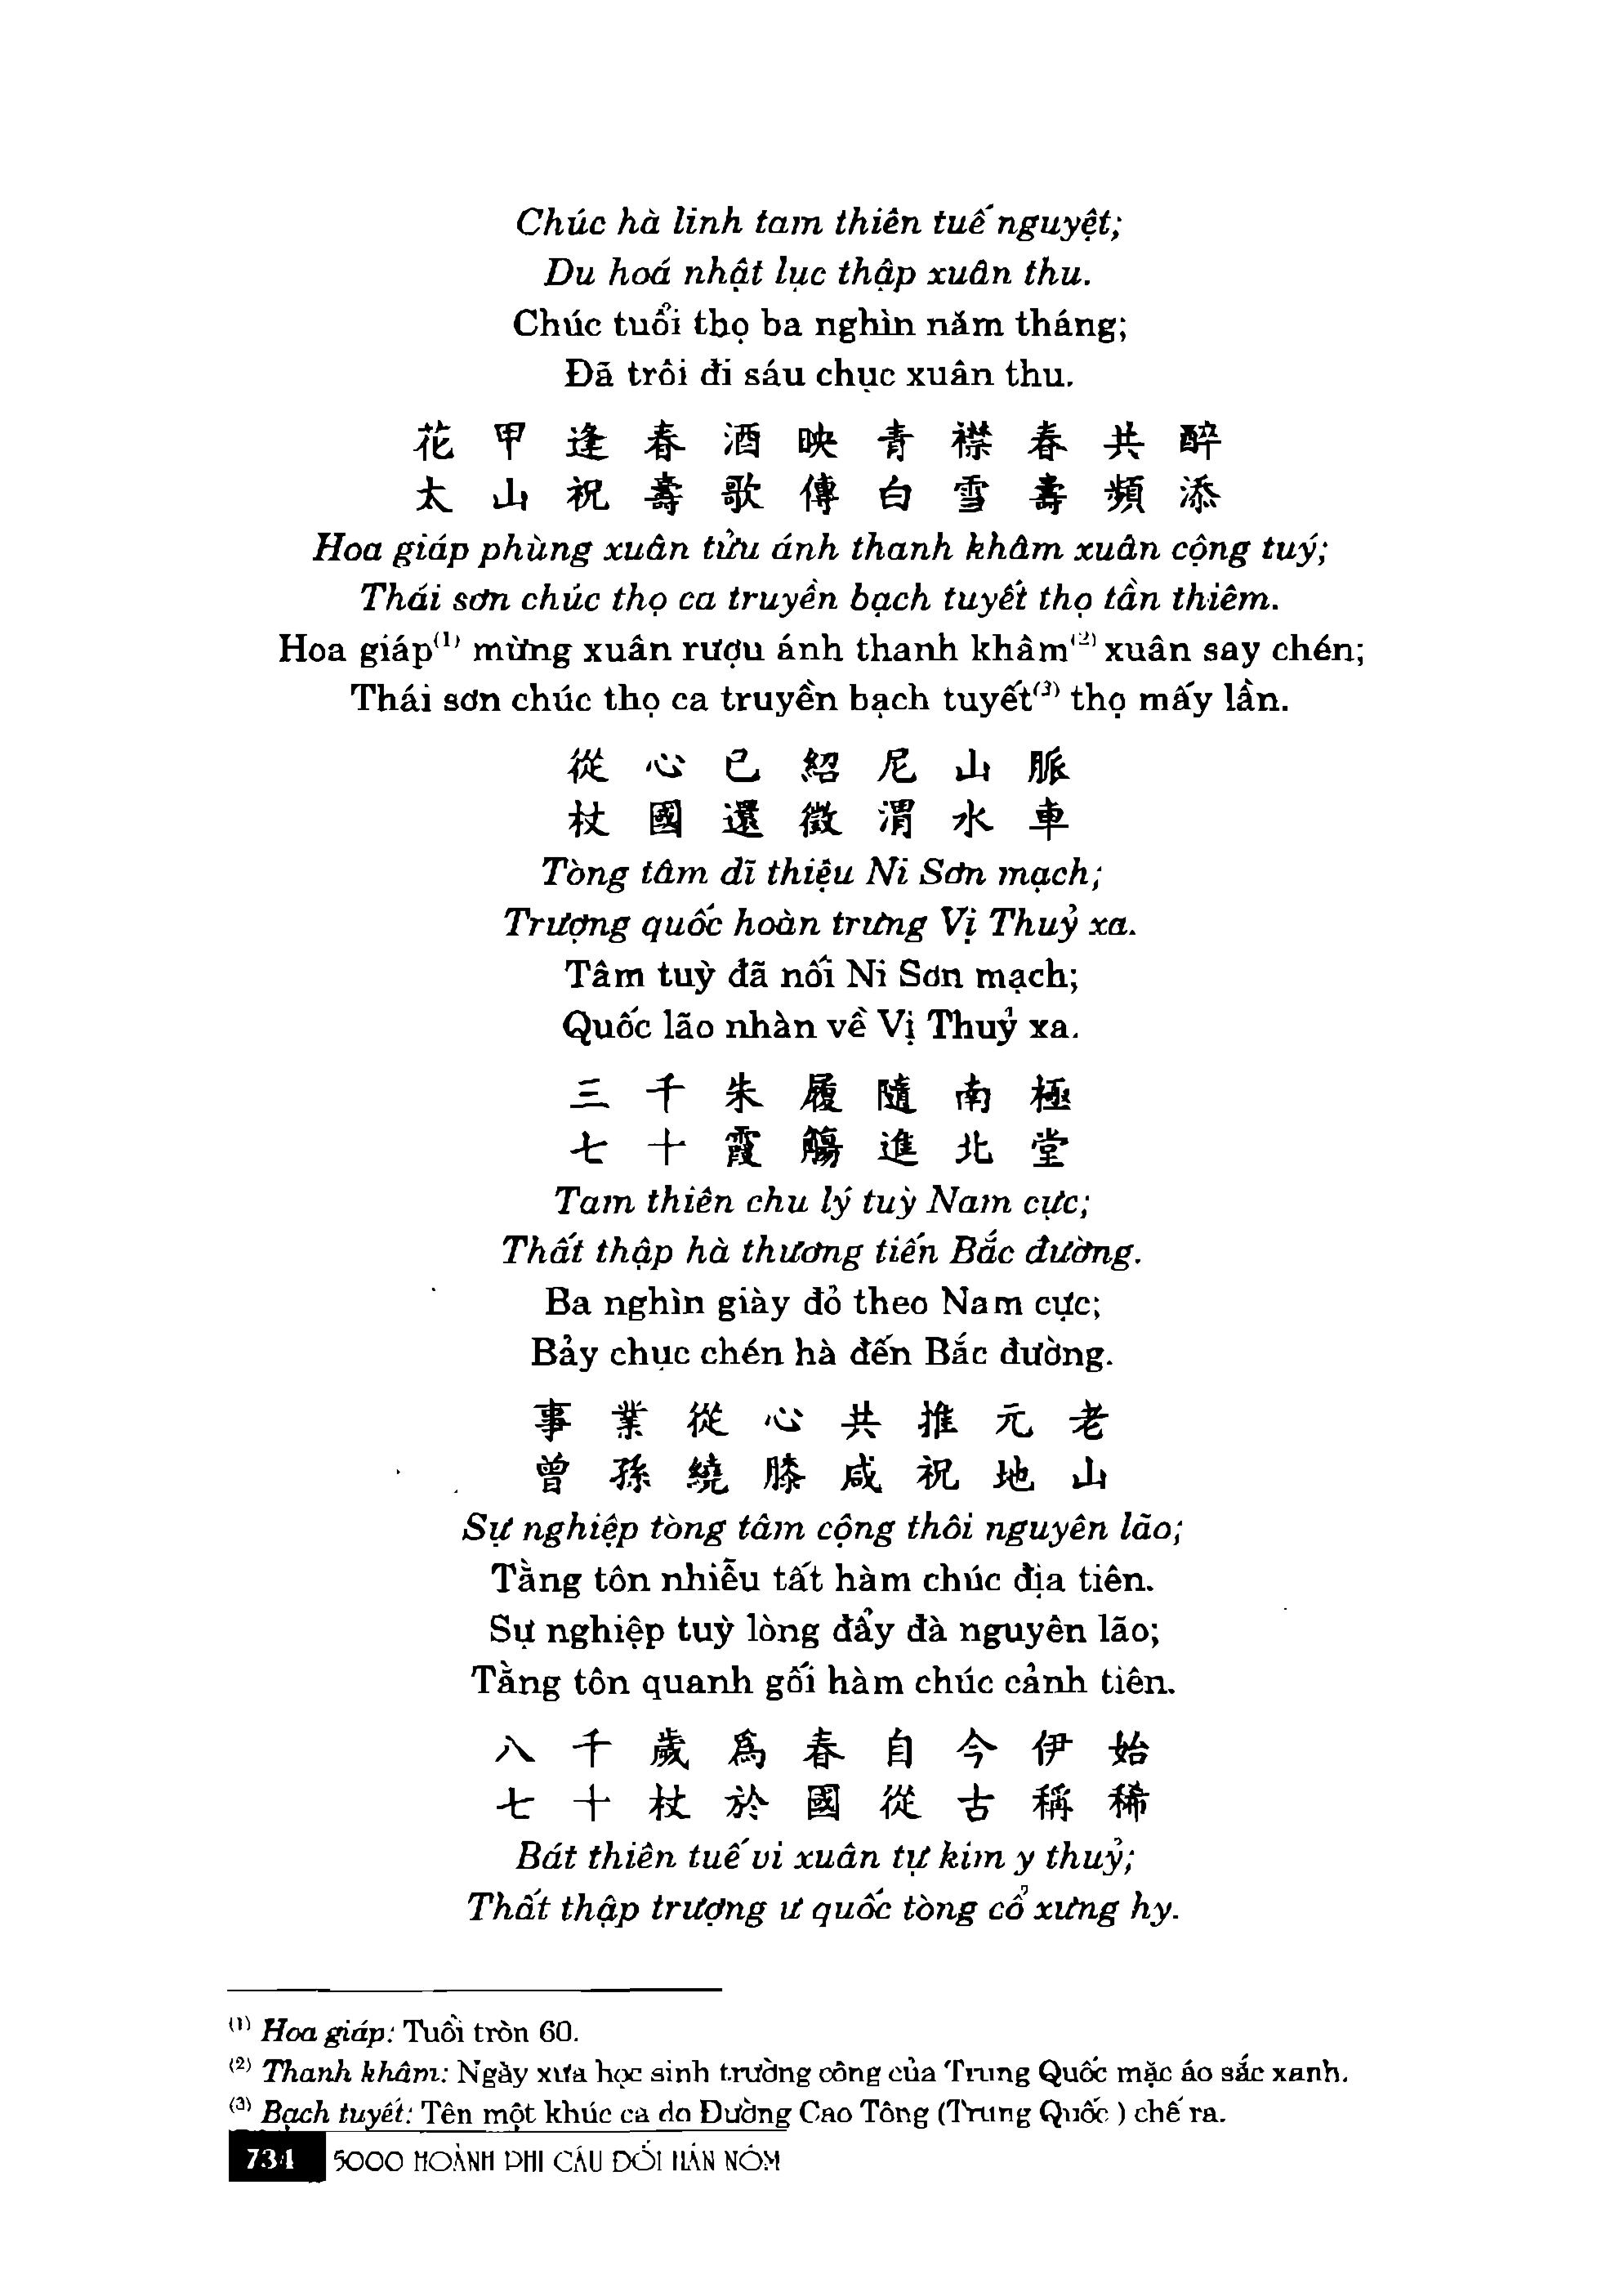 Chúc hà linh tam thiên tuế nguyệt;
Du hoá nhật lục thập xuân thu.
Chúc tuổi thọ ba nghìn năm tháng;
Đã trôi đi sáu chục xuân thu.
花甲逢春酒映青襟春共醉
太山祝壽歌傳白雪壽頻添
Hoa giáp phùng xuân tửu ánh thanh khâm xuân cộng tuý;
Thái sơn chúc thọ ca truyền bạch tuyết thọ tần thiêm.
Hoa giáp⁽¹⁾ mừng xuân rượu ánh thanh khâm⁽²⁾ xuân say chén;
Thái sơn chúc thọ ca truyền bạch tuyết⁽³⁾ thọ mấy lần.
從心已紹尼山脈
杖國還徵渭水車
Tòng tâm dĩ thiệu Ni Sơn mạch;
Trượng quốc hoàn trưng Vị Thuỷ xa.
Tâm tuỳ đã nối Ni Sơn mạch;
Quốc lão nhàn về Vị Thuỷ xa.
三千朱履隨南極
七十霞觴進北堂
Tam thiên chu lý tuỳ Nam cực;
Thất thập hà thương tiến Bắc đường.
Ba nghìn giày đỏ theo Nam cực;
Bảy chục chén hà đến Bắc đường.
事業從心共推元老
曾孫繞膝咸祝地山
Sự nghiệp tòng tâm cộng thôi nguyên lão;
Tằng tôn nhiễu tất hàm chúc địa tiên.
Sự nghiệp tuỳ lòng đẩy đà nguyên lão;
Tằng tôn quanh gối hàm chúc cảnh tiên.
八千歲爲春自今伊始
七十杖於國從古稱稀
Bát thiên tuế vi xuân tự kim y thuỷ;
Thất thập trượng ư quốc tòng cổ xưng hy.
⁽¹⁾ Hoa giáp: Tuổi tròn 60.
⁽²⁾ Thanh khâm: Ngày xưa học sinh trường công của Trung Quốc mặc áo sắc xanh.
⁽³⁾ Bạch tuyết: Tên một khúc ca do Đường Cao Tông (Trung Quốc ) chế ra.
734 5000 HOÀNH PHI CÂU ĐỐI HÁN NÔM